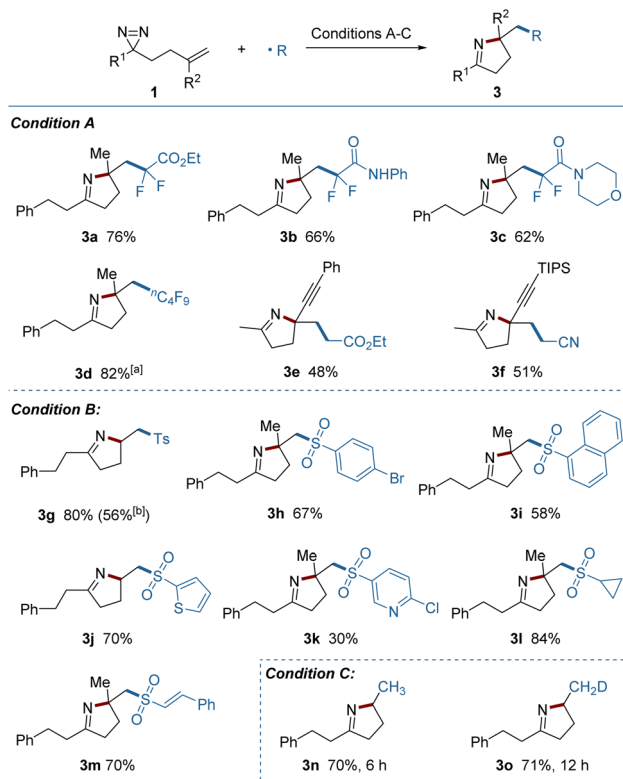 N=N R¹ R² 1 + • R Conditions A-C R² N R R¹ 3
Condition A
Me N CO₂Et F F Ph
3a 76%
Me N O NHPh F F Ph
3b 66%
Me N O N O F F Ph
3c 62%
Me N ⁿC₄F₉ Ph
3d 82%[a]
Ph N Me CO₂Et
3e 48%
TIPS N Me CN
3f 51%
Condition B:
N Ts Ph
3g 80% (56%[b])
Me N O S O Br Ph
3h 67%
Me N O S O Ph
3i 58%
N O S O S Ph
3j 70%
Me N O S O N Cl Ph
3k 30%
Me N O S O Ph
3l 84%
Me N O S O Ph Ph
3m 70%
Condition C:
CH₃ N Ph
3n 70%, 6 h
CH₂D N Ph
3o 71%, 12 h